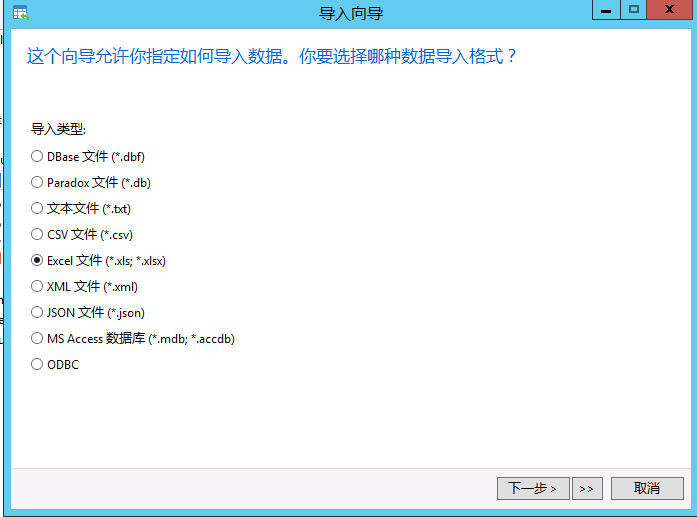 导入向导
这个向导允许你指定如何导入数据。你要选择哪种数据导入格式？
导入类型:
DBase 文件 (*.dbf)
Paradox 文件 (*.db)
文本文件 (*.txt)
CSV 文件 (*.csv)
Excel 文件 (*.xls; *.xlsx)
XML 文件 (*.xml)
JSON 文件 (*.json)
MS Access 数据库 (*.mdb; *.accdb)
ODBC
下一步 > >> 取消